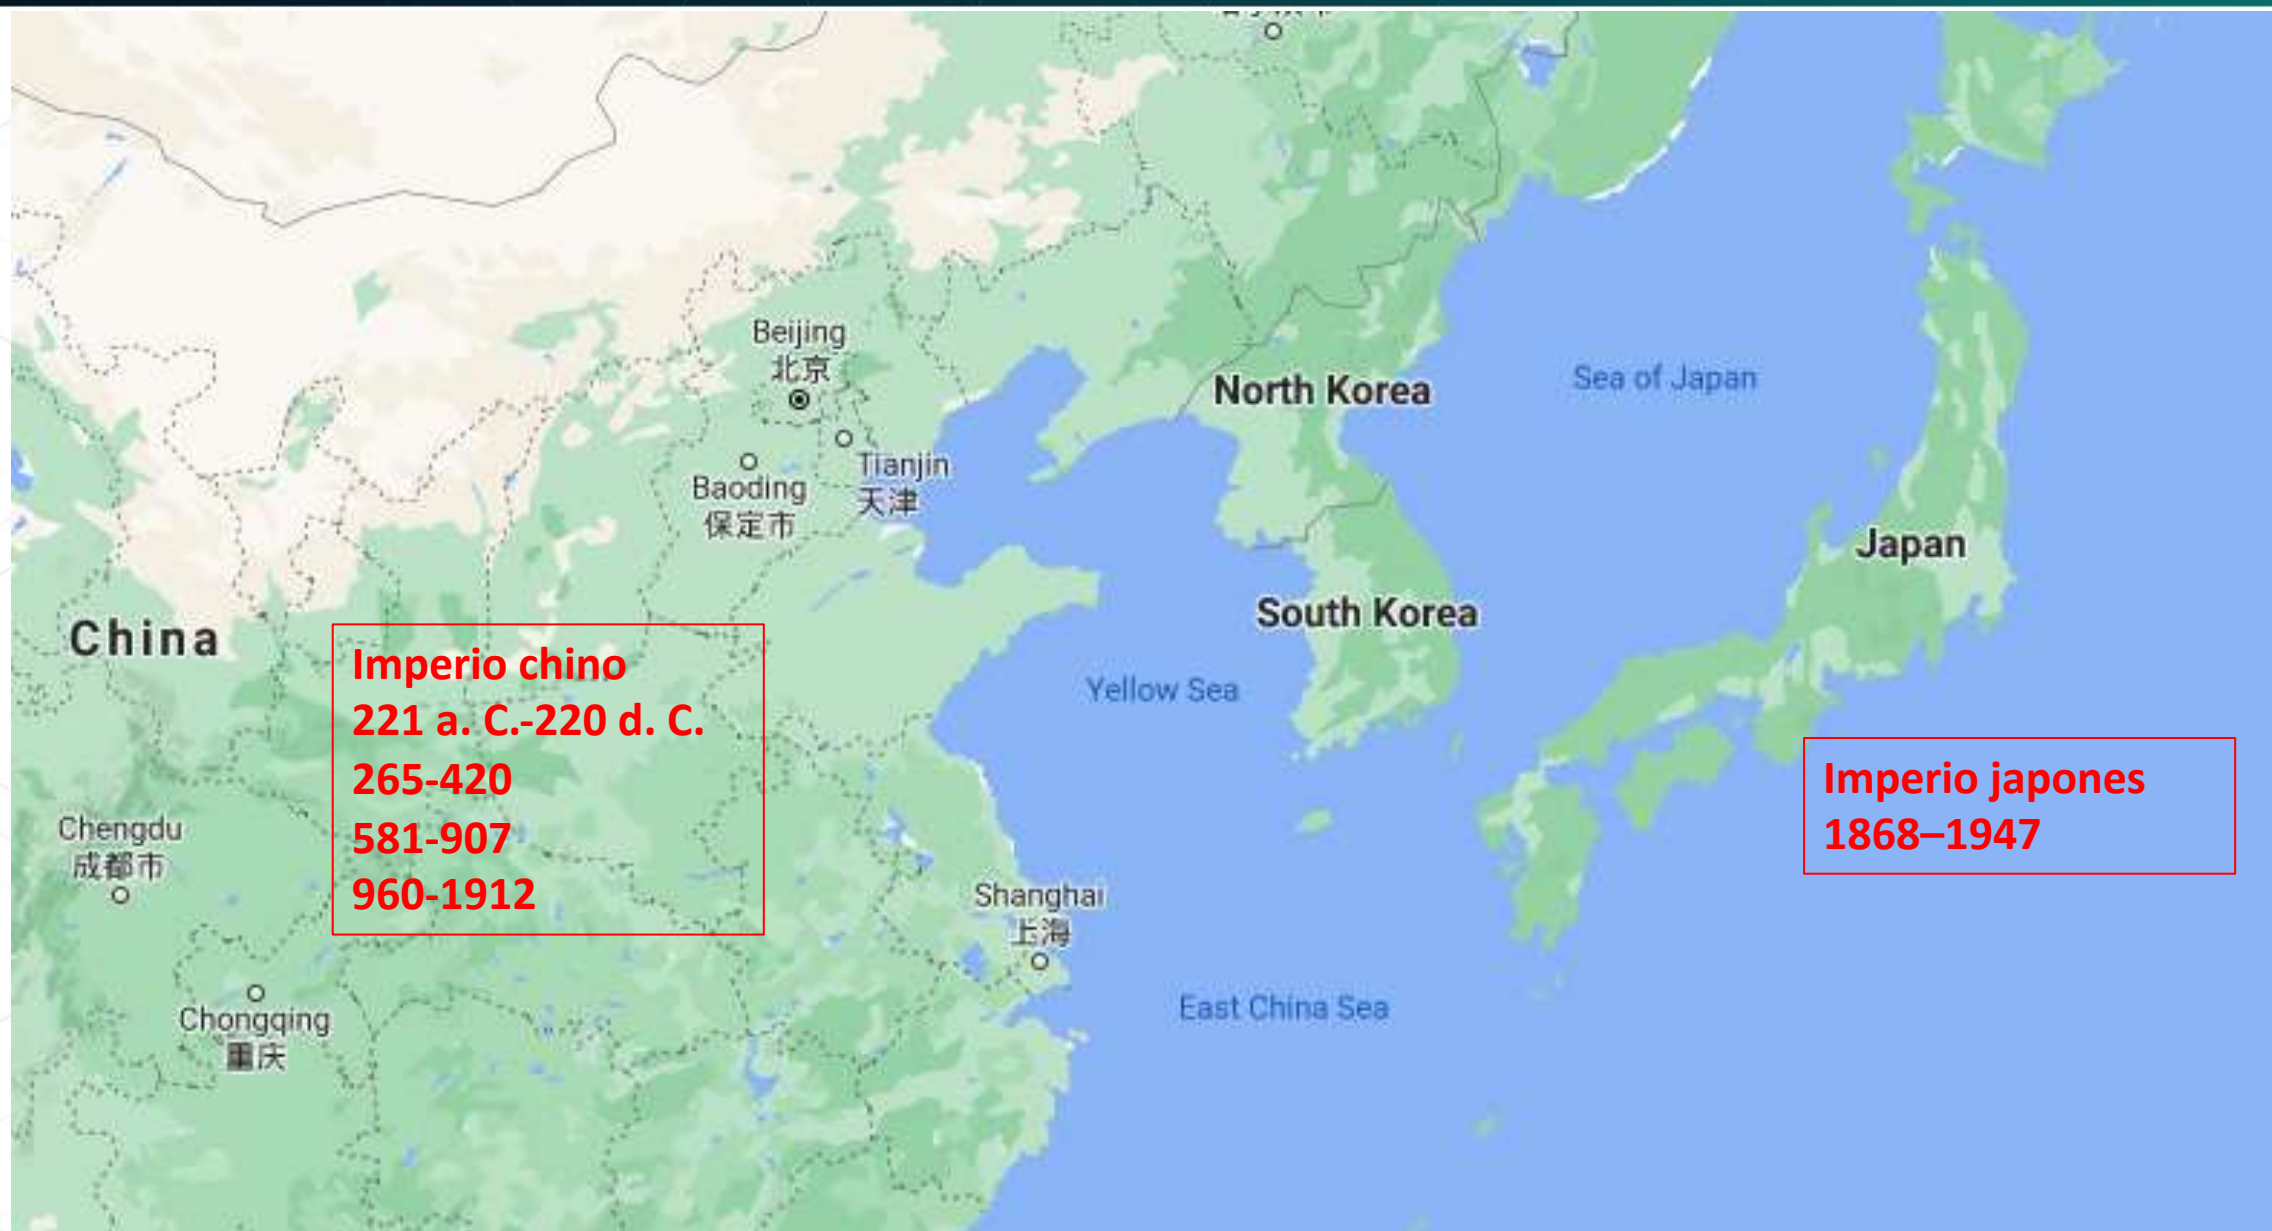 Beijing
北京
North Korea
Sea of Japan
Tianjin
天津
Baoding
保定市
Japan
China
South Korea
Imperio chino
221 a. C.-220 d. C.
265-420
581-907
960-1912
Yellow Sea
Imperio japones
1868–1947
Chengdu
成都市
Shanghai
上海
Chongqing
重庆
East China Sea